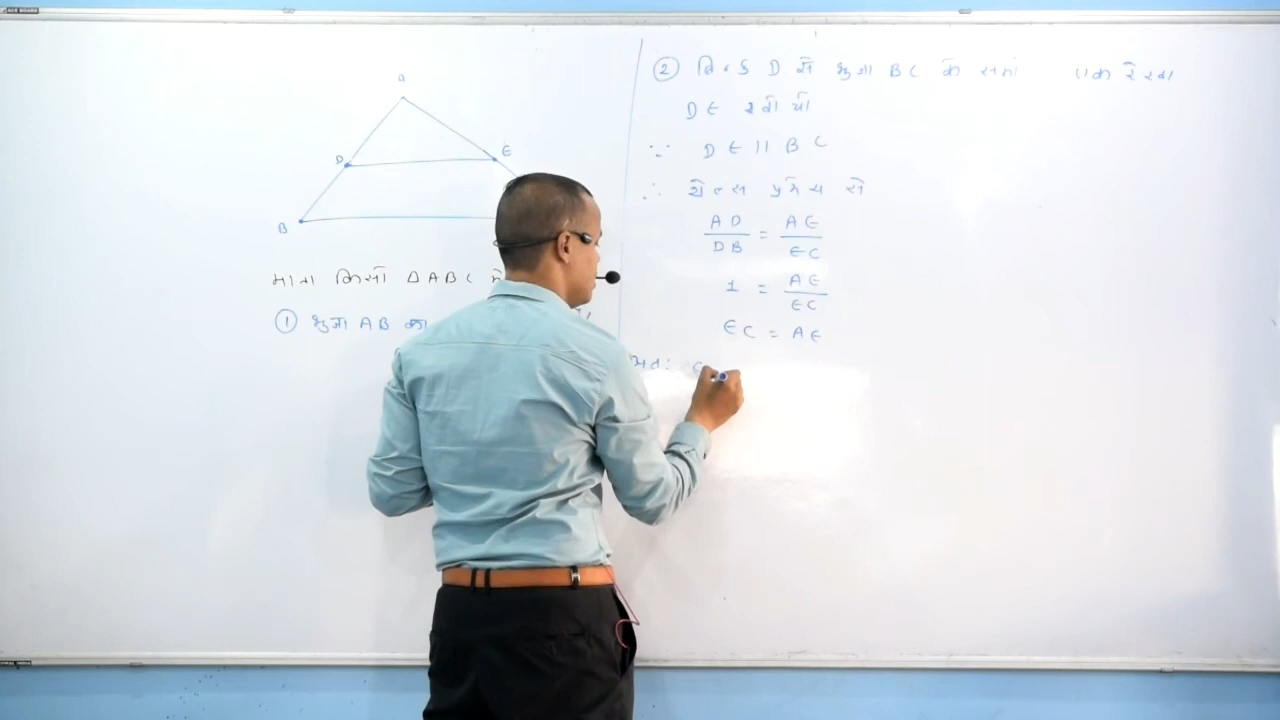 A
D
E
B
माना किसी ΔABC में
① भुजा AB का
② बिन्दु D से भुजा BC के समां एक रेखा
DE खींची
∵ DE || BC
∴ थेल्स प्रमेय से
AD/DB = AE/EC
1 = AE/EC
EC = AE
अतः